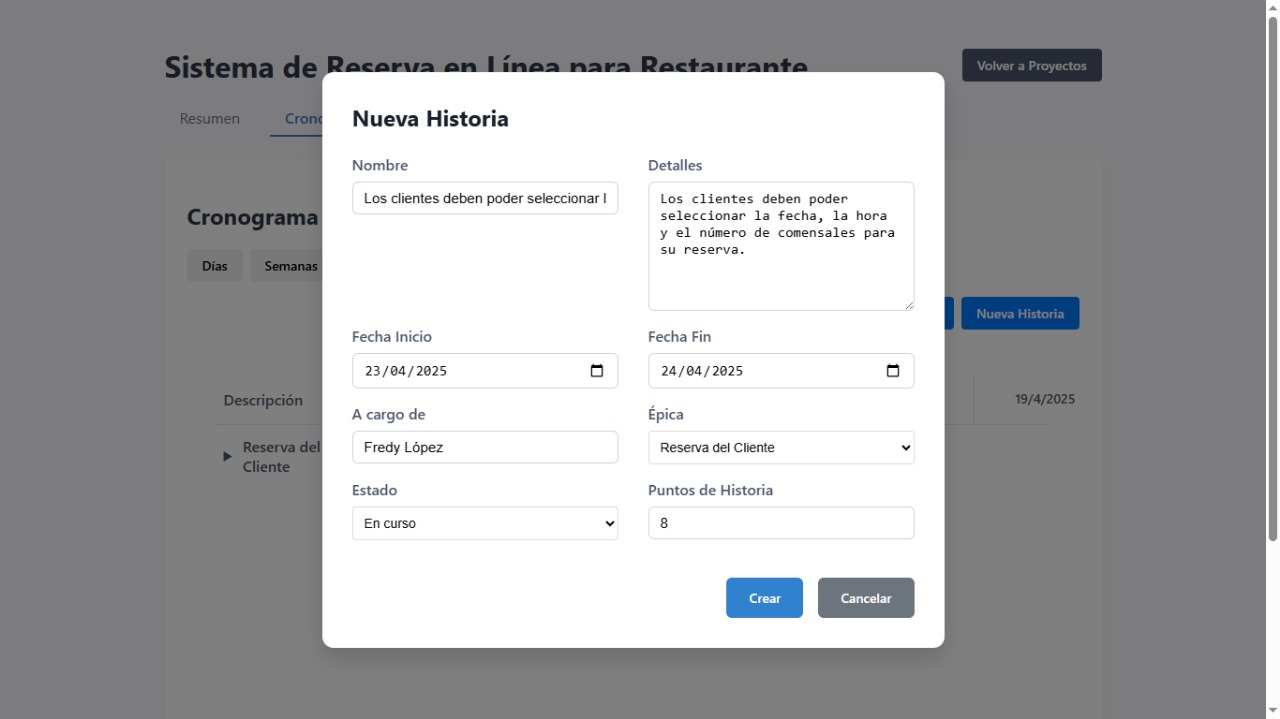 Sistema de Reserva en Línea para Restaurante
Volver a Proyectos
Resumen
Crono
Cronograma
Días
Semanas
Nueva Historia
Descripción
19/4/2025
Reserva del
Cliente
Nueva Historia
Nombre
Los clientes deben poder seleccionar l
Detalles
Los clientes deben poder
seleccionar la fecha, la hora
y el número de comensales para
su reserva.
Fecha Inicio
23/04/2025
Fecha Fin
24/04/2025
A cargo de
Fredy López
Épica
Reserva del Cliente
Estado
En curso
Puntos de Historia
8
Crear
Cancelar